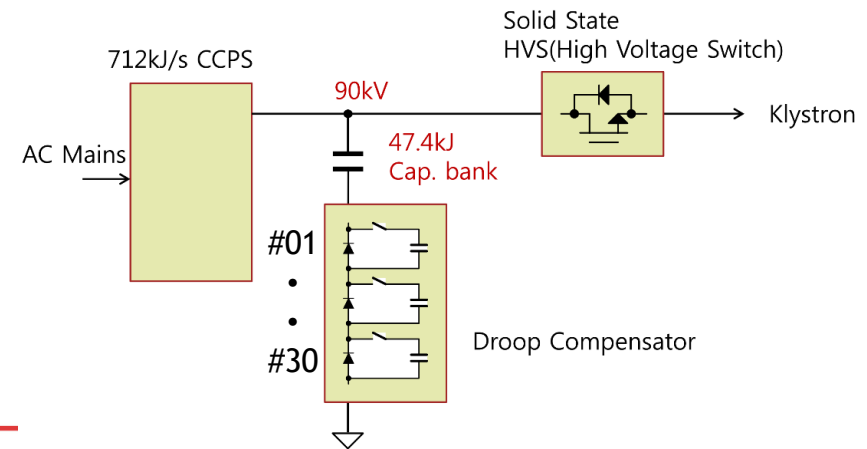 Solid State
HVS(High Voltage Switch)
712kJ/s CCPS
90kV
Klystron
AC Mains
47.4kJ
Cap. bank
#01
#30
Droop Compensator